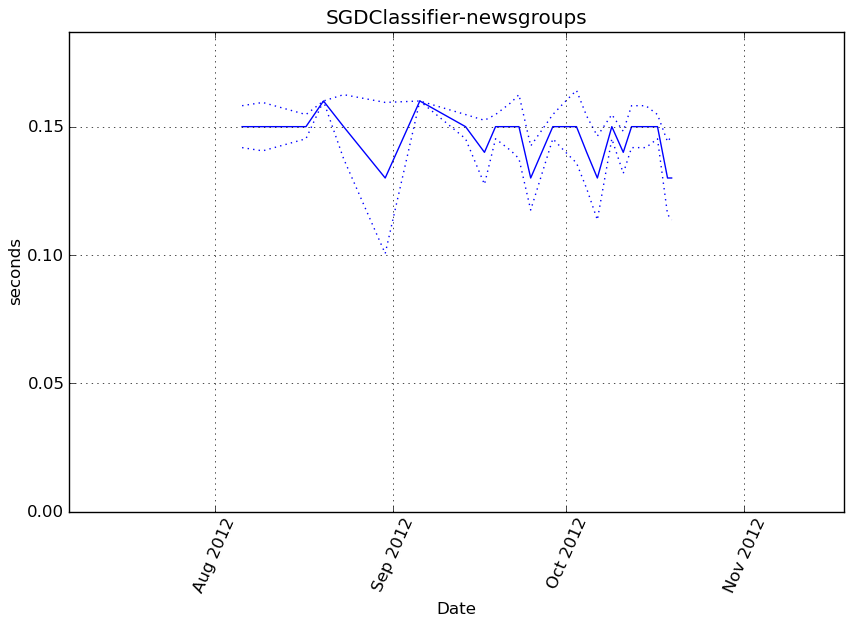 SGDClassifier-newsgroups
seconds
0.15
0.10
0.05
0.00
Aug 2012
Sep 2012
Oct 2012
Nov 2012
Date